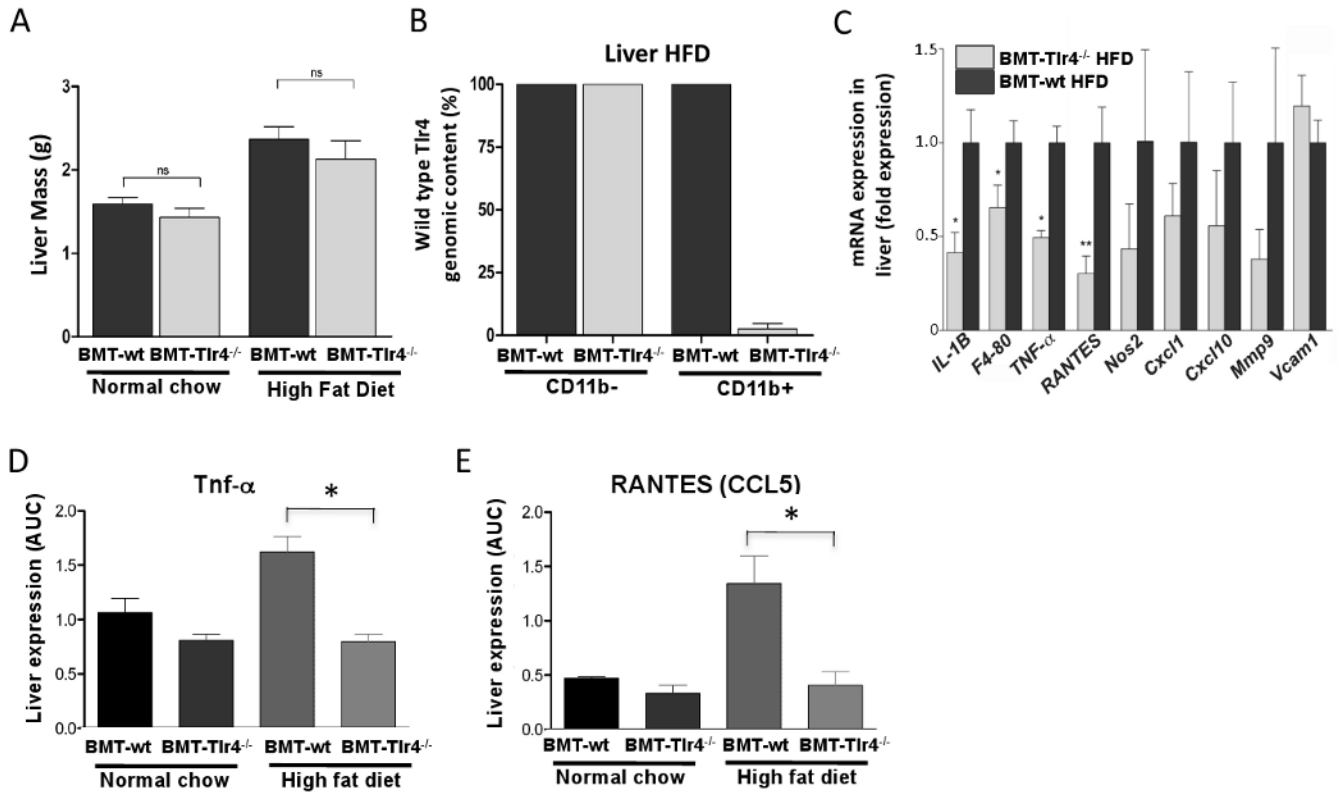 A
Liver Mass (g)
3
2
1
0
ns
ns
BMT-wt BMT-Tlr4-/- BMT-wt BMT-Tlr4-/-
Normal chow High Fat Diet
B
Liver HFD
Wild type Tlr4
genomic content (%)
100
75
50
25
0
BMT-wt BMT-Tlr4-/- BMT-wt BMT-Tlr4-/-
CD11b- CD11b+
C
mRNA expression in
liver (fold expression)
1.5
1.0
0.5
0
BMT-Tlr4-/- HFD
BMT-wt HFD
*
*
*
**
IL-1B F4-80 TNF-α RANTES Nos2 Cxcl1 Cxcl10 Mmp9 Vcam1
D
Tnf-α
Liver expression (AUC)
2.0
1.5
1.0
0.5
0.0
*
BMT-wt BMT-Tlr4-/- BMT-wt BMT-Tlr4-/-
Normal chow High fat diet
E
RANTES (CCL5)
Liver expression (AUC)
2.0
1.5
1.0
0.5
0.0
*
BMT-wt BMT-Tlr4-/- BMT-wt BMT-Tlr4-/-
Normal chow High fat diet